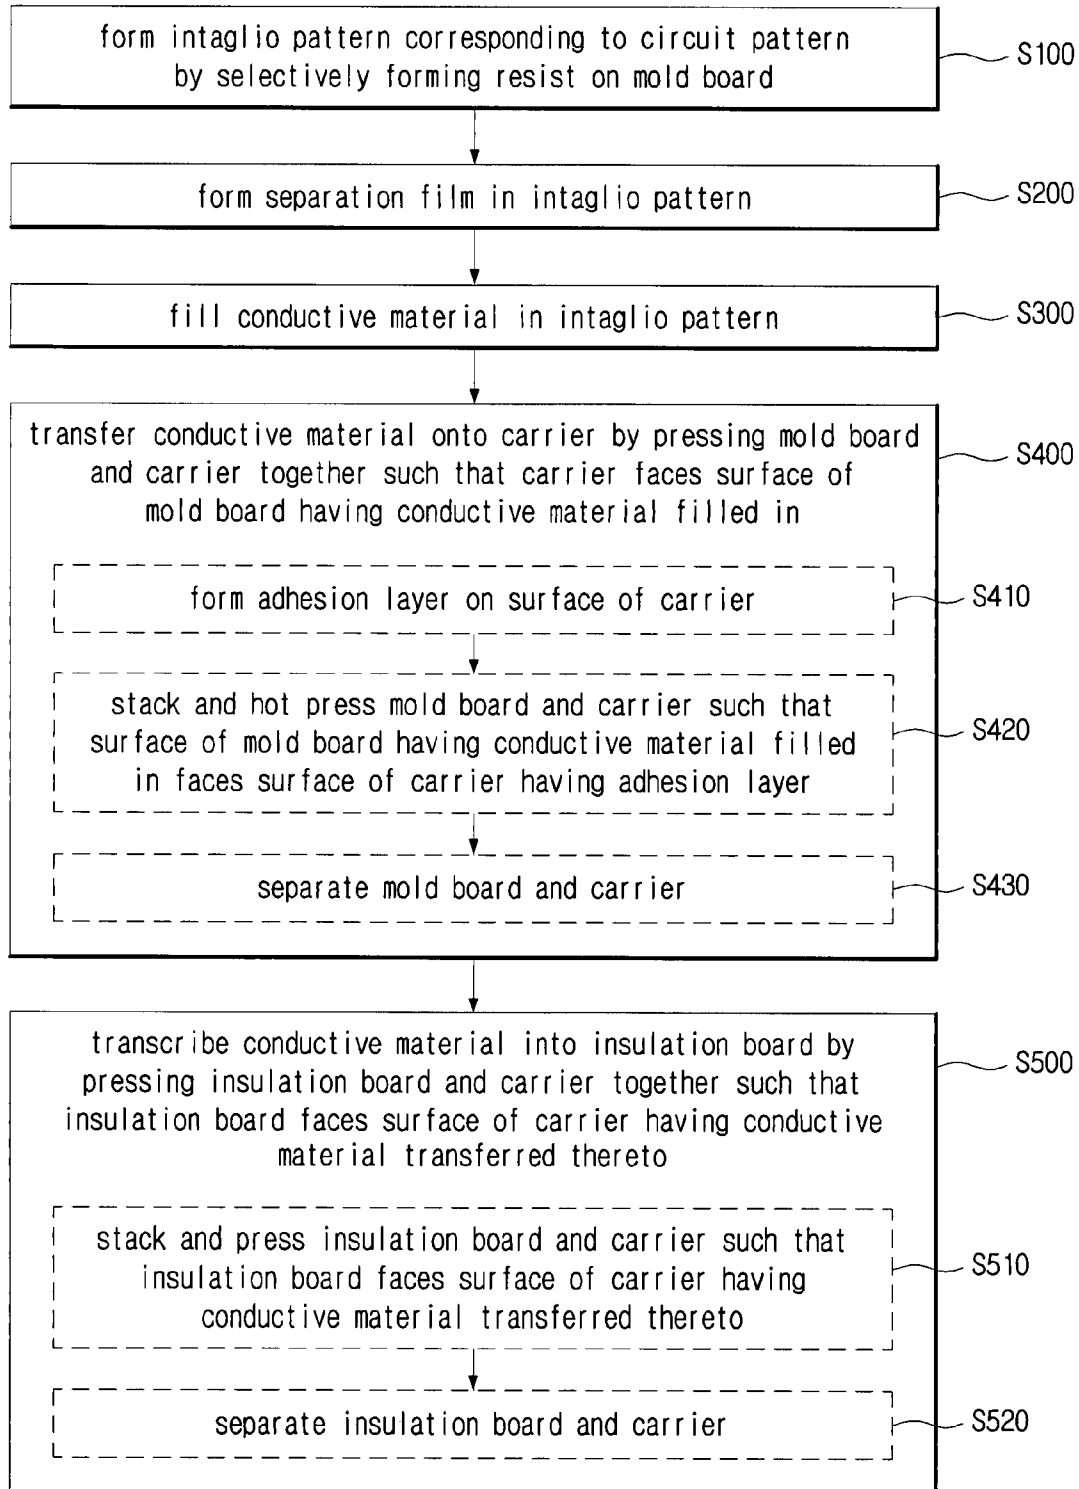 form intaglio pattern corresponding to circuit pattern
by selectively forming resist on mold board
S100
form separation film in intaglio pattern
S200
fill conductive material in intaglio pattern
S300
transfer conductive material onto carrier by pressing mold board
and carrier together such that carrier faces surface of
mold board having conductive material filled in
S400
form adhesion layer on surface of carrier
S410
stack and hot press mold board and carrier such that
surface of mold board having conductive material filled
in faces surface of carrier having adhesion layer
S420
separate mold board and carrier
S430
transcribe conductive material into insulation board by
pressing insulation board and carrier together such that
insulation board faces surface of carrier having conductive
material transferred thereto
S500
stack and press insulation board and carrier such that
insulation board faces surface of carrier having
conductive material transferred thereto
S510
separate insulation board and carrier
S520